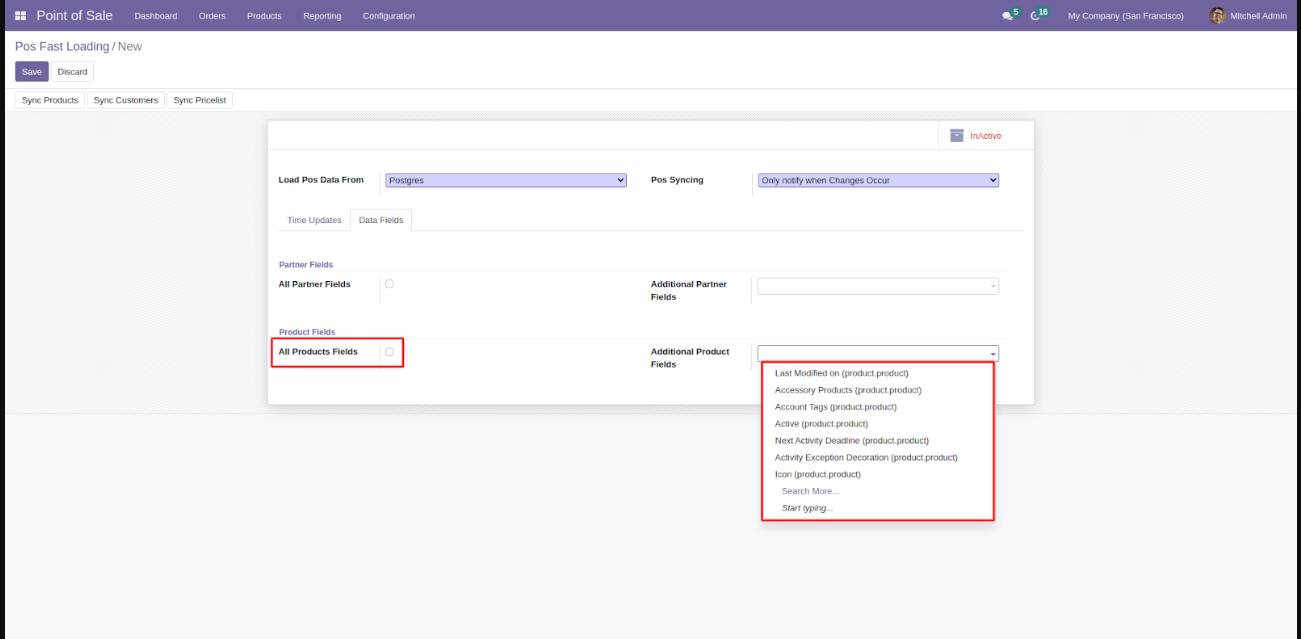 Point of Sale Dashboard Orders Products Reporting Configuration 5 16 My Company (San Francisco) Mitchell Admin
Pos Fast Loading / New
Save Discard
Sync Products Sync Customers Sync Pricelist
InActive
Load Pos Data From Postgres Pos Syncing Only notify when Changes Occur
Time Updates Data Fields
Partner Fields
All Partner Fields Additional Partner
Fields
Product Fields
All Products Fields Additional Product
Fields
Last Modified on (product.product)
Accessory Products (product.product)
Account Tags (product.product)
Active (product.product)
Next Activity Deadline (product.product)
Activity Exception Decoration (product.product)
Icon (product.product)
Search More...
Start typing...